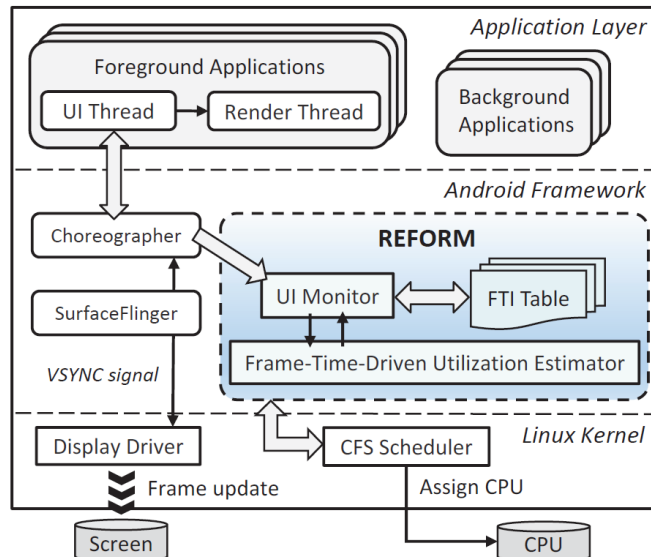 Application Layer
Foreground Applications
UI Thread
Render Thread
Background
Applications
Android Framework
Choreographer
REFORM
UI Monitor
FTI Table
SurfaceFlinger
Frame-Time-Driven Utilization Estimator
VSYNC signal
Linux Kernel
Display Driver
CFS Scheduler
Frame update
Assign CPU
Screen
CPU